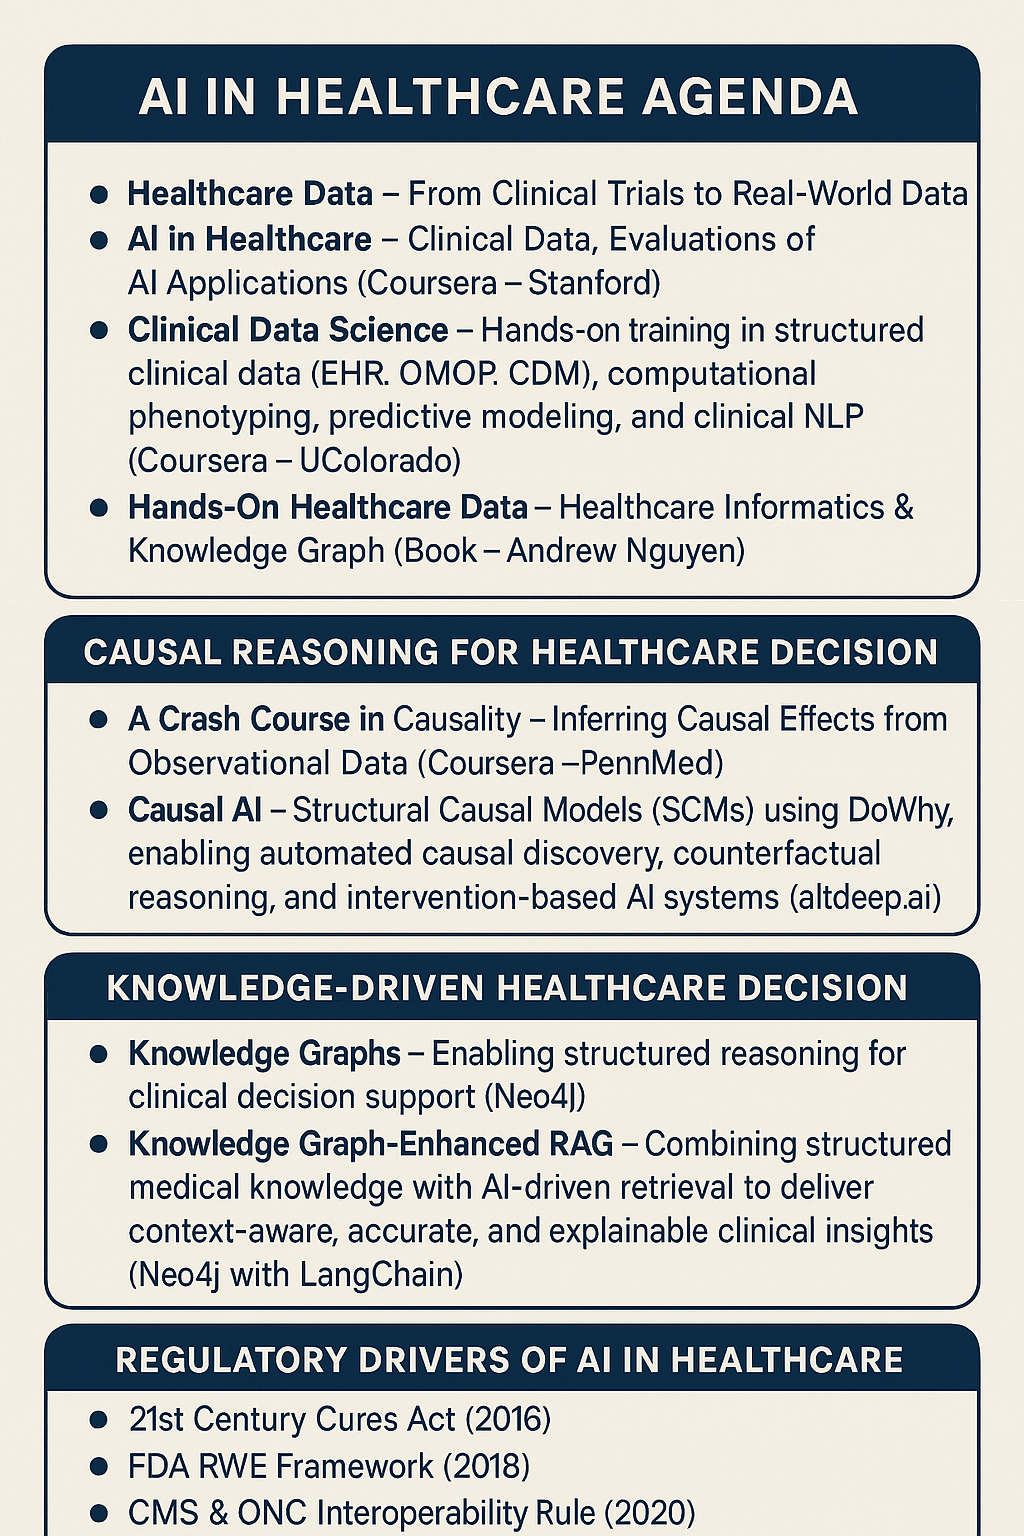 AI IN HEALTHCARE AGENDA
● Healthcare Data – From Clinical Trials to Real-World Data
● AI in Healthcare – Clinical Data, Evaluations of
AI Applications (Coursera – Stanford)
● Clinical Data Science – Hands-on training in structured
clinical data (EHR. OMOP. CDM), computational
phenotyping, predictive modeling, and clinical NLP
(Coursera – UColorado)
● Hands-On Healthcare Data – Healthcare Informatics &
Knowledge Graph (Book – Andrew Nguyen)
CAUSAL REASONING FOR HEALTHCARE DECISION
● A Crash Course in Causality – Inferring Causal Effects from
Observational Data (Coursera –PennMed)
● Causal AI – Structural Causal Models (SCMs) using DoWhy,
enabling automated causal discovery, counterfactual
reasoning, and intervention-based AI systems (altdeep.ai)
KNOWLEDGE-DRIVEN HEALTHCARE DECISION
● Knowledge Graphs – Enabling structured reasoning for
clinical decision support (Neo4J)
● Knowledge Graph-Enhanced RAG – Combining structured
medical knowledge with AI-driven retrieval to deliver
context-aware, accurate, and explainable clinical insights
(Neo4j with LangChain)
REGULATORY DRIVERS OF AI IN HEALTHCARE
● 21st Century Cures Act (2016)
● FDA RWE Framework (2018)
● CMS & ONC Interoperability Rule (2020)